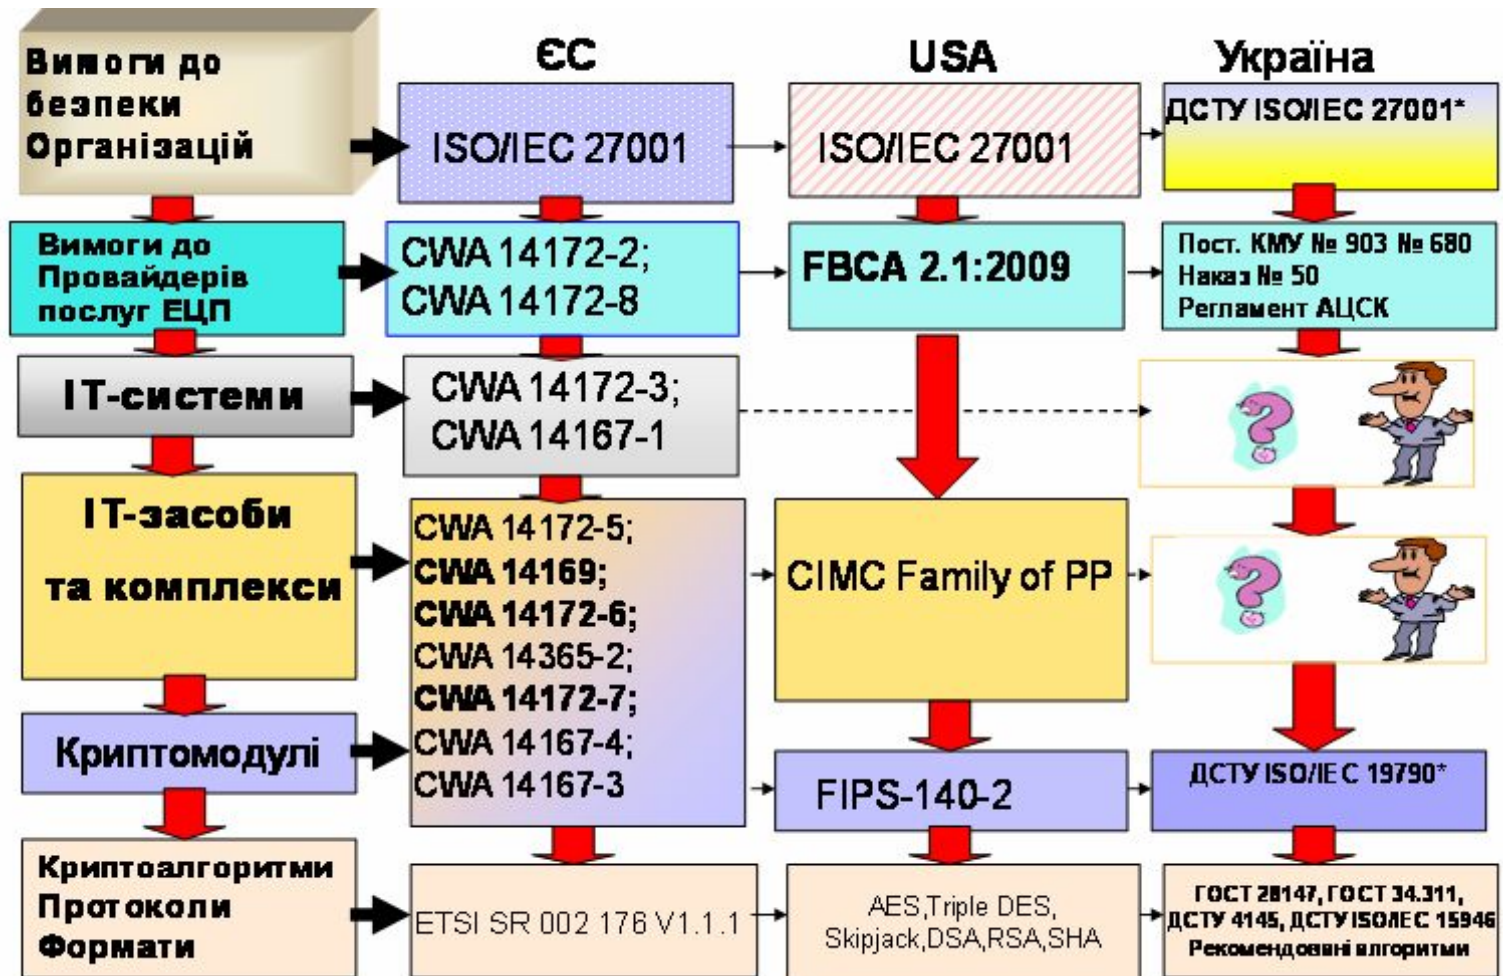 ЄС
USA
Україна
Вимоги до
безпеки
Організацій
ISO/IEC 27001
ISO/IEC 27001
ДСТУ ISO/IEC 27001*
Вимоги до
Провайдерів
послуг ЕЦП
CWA 14172-2;
CWA 14172-8
FBCA 2.1:2009
Пост. КМУ № 903 № 680
Наказ № 50
Регламент АЦСК
ІТ-системи
CWA 14172-3;
CWA 14167-1
ІТ-засоби
та комплекси
CWA 14172-5;
CWA 14169;
CWA 14172-6;
CWA 14365-2;
CWA 14172-7;
CWA 14167-4;
CWA 14167-3
CIMC Family of PP
Криптомодулі
FIPS-140-2
ДСТУ ISO/IEC 19790*
Криптоалгоритми
Протоколи
Формати
ETSI SR 002 176 V1.1.1
AES,Triple DES,
Skipjack,DSA,RSA,SHA
ГОСТ 28147, ГОСТ 34.311,
ДСТУ 4145, ДСТУ ISO/IEC 15946
Рекомендовані алгоритми